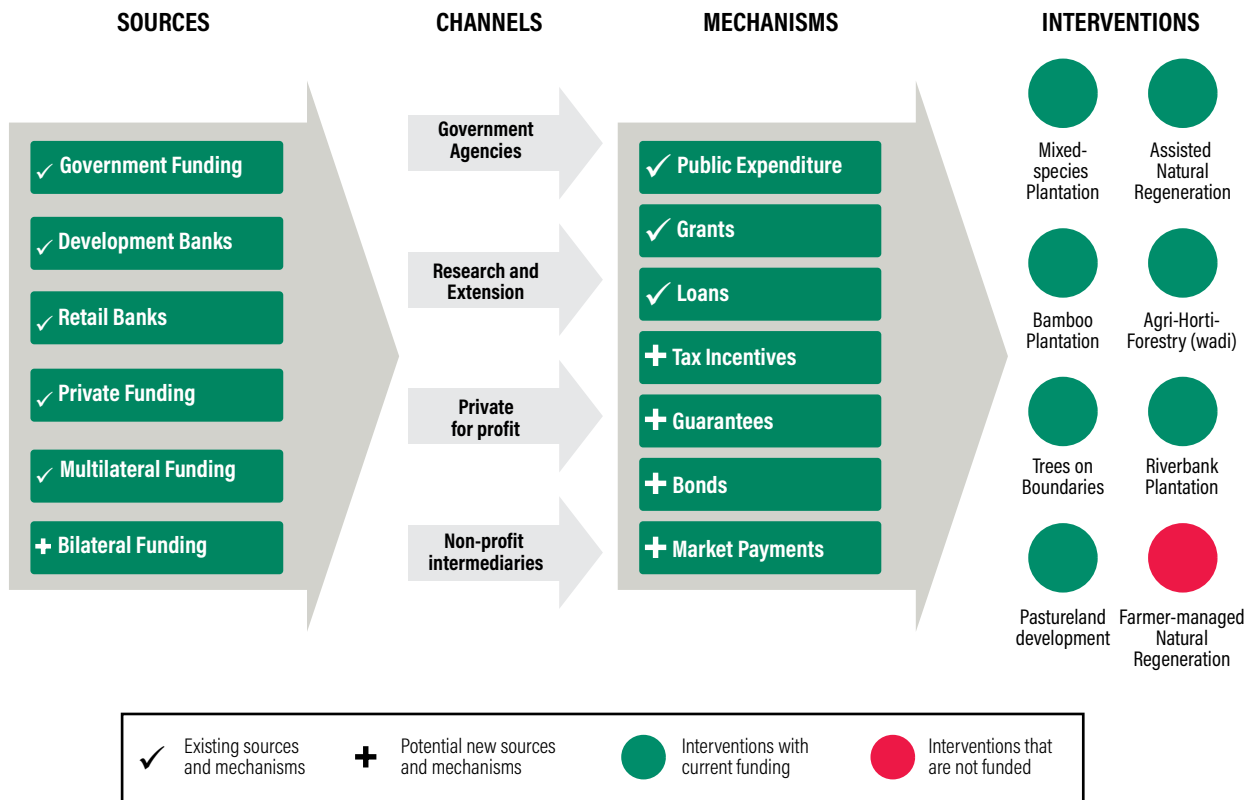 SOURCES
CHANNELS
MECHANISMS
INTERVENTIONS
Government Funding
Development Banks
Retail Banks
Private Funding
Multilateral Funding
Bilateral Funding
Government
Agencies
Research and
Extension
Private
for profit
Non-profit
intermediaries
Public Expenditure
Grants
Loans
Tax Incentives
Guarantees
Bonds
Market Payments
Mixed-
species
Plantation
Assisted
Natural
Regeneration
Bamboo
Plantation
Agri-Horti-
Forestry (wadi)
Trees on
Boundaries
Riverbank
Plantation
Pastureland
development
Farmer-managed
Natural
Regeneration
Existing sources
and mechanisms
Potential new sources
and mechanisms
Interventions with
current funding
Interventions that
are not funded